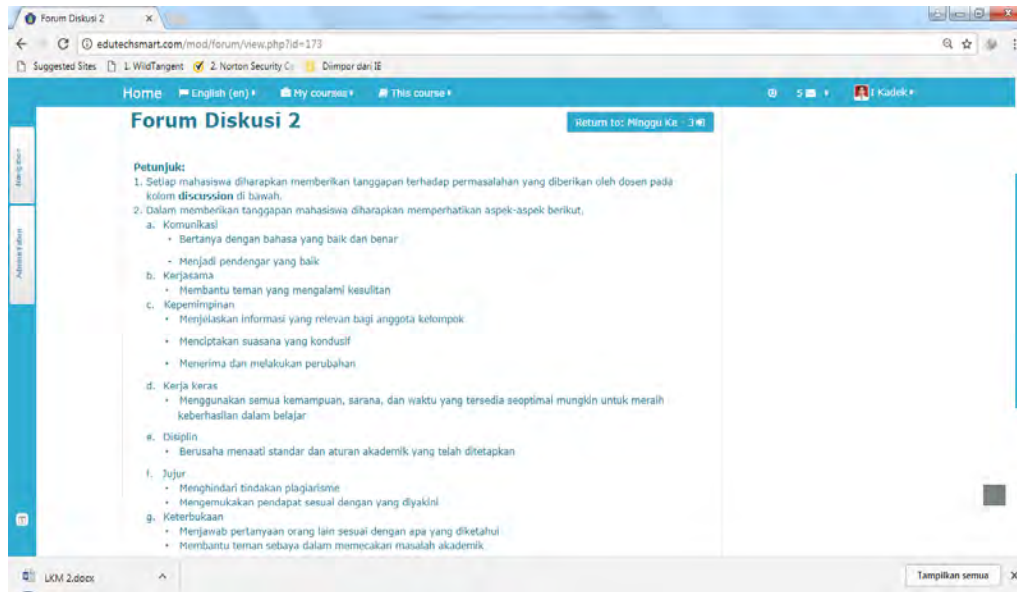 Forum Diskusi 2
edutechsmart.com/mod/forum/view.php?id=173
Suggested Sites 1. WildTangent 2. Norton Security C Diimpor dari IE
Home English (en) My courses This course 5 I Kadek
Forum Diskusi 2
Return to: Minggu Ke - 3
Navigation
Administration
Petunjuk:
1. Setiap mahasiswa diharapkan memberikan tanggapan terhadap permasalahan yang diberikan oleh dosen pada
kolom discussion di bawah.
2. Dalam memberikan tanggapan mahasiswa diharapkan memperhatikan aspek-aspek berikut.
a. Komunikasi
• Bertanya dengan bahasa yang baik dan benar
- Menjadi pendengar yang baik
b. Kerjasama
• Membantu teman yang mengalami kesulitan
c. Kepemimpinan
• Menjelaskan informasi yang relevan bagi anggota kelompok
• Menciptakan suasana yang kondusif
• Menerima dan melakukan perubahan
d. Kerja keras
• Menggunakan semua kemampuan, sarana, dan waktu yang tersedia seoptimal mungkin untuk meraih
keberhasilan dalam belajar
e. Disiplin
• Berusaha menaati standar dan aturan akademik yang telah ditetapkan
f. Jujur
• Menghindari tindakan plagiarisme
• Mengemukakan pendapat sesuai dengan yang diyakini
g. Keterbukaan
• Menjawab pertanyaan orang lain sesuai dengan apa yang diketahui
• Membantu teman sebaya dalam memecakan masalah akademik
LKM 2.docx
Tampilkan semua